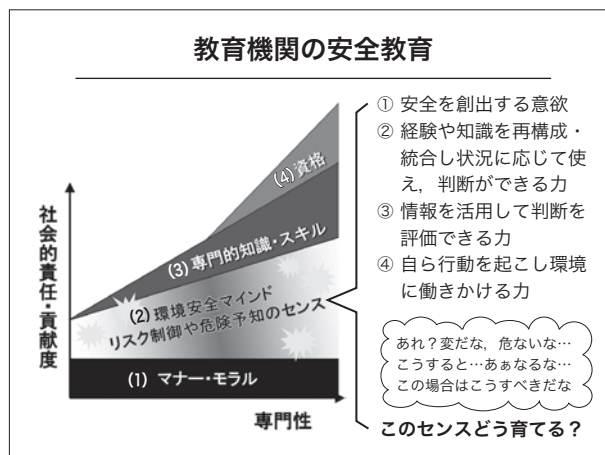 教育機関の安全教育
社会的責任・貢献度
(4) 資格
(3) 専門的知識・スキル
(2) 環境安全マインド
リスク制御や危険予知のセンス
(1) マナー・モラル
専門性
① 安全を創出する意欲
② 経験や知識を再構成・
統合し状況に応じて使
え，判断ができる力
③ 情報を活用して判断を
評価できる力
④ 自ら行動を起こし環境
に働きかける力
あれ？変だな，危ないな…
こうすると…あぁなるな…
この場合はこうすべきだな
このセンスどう育てる？